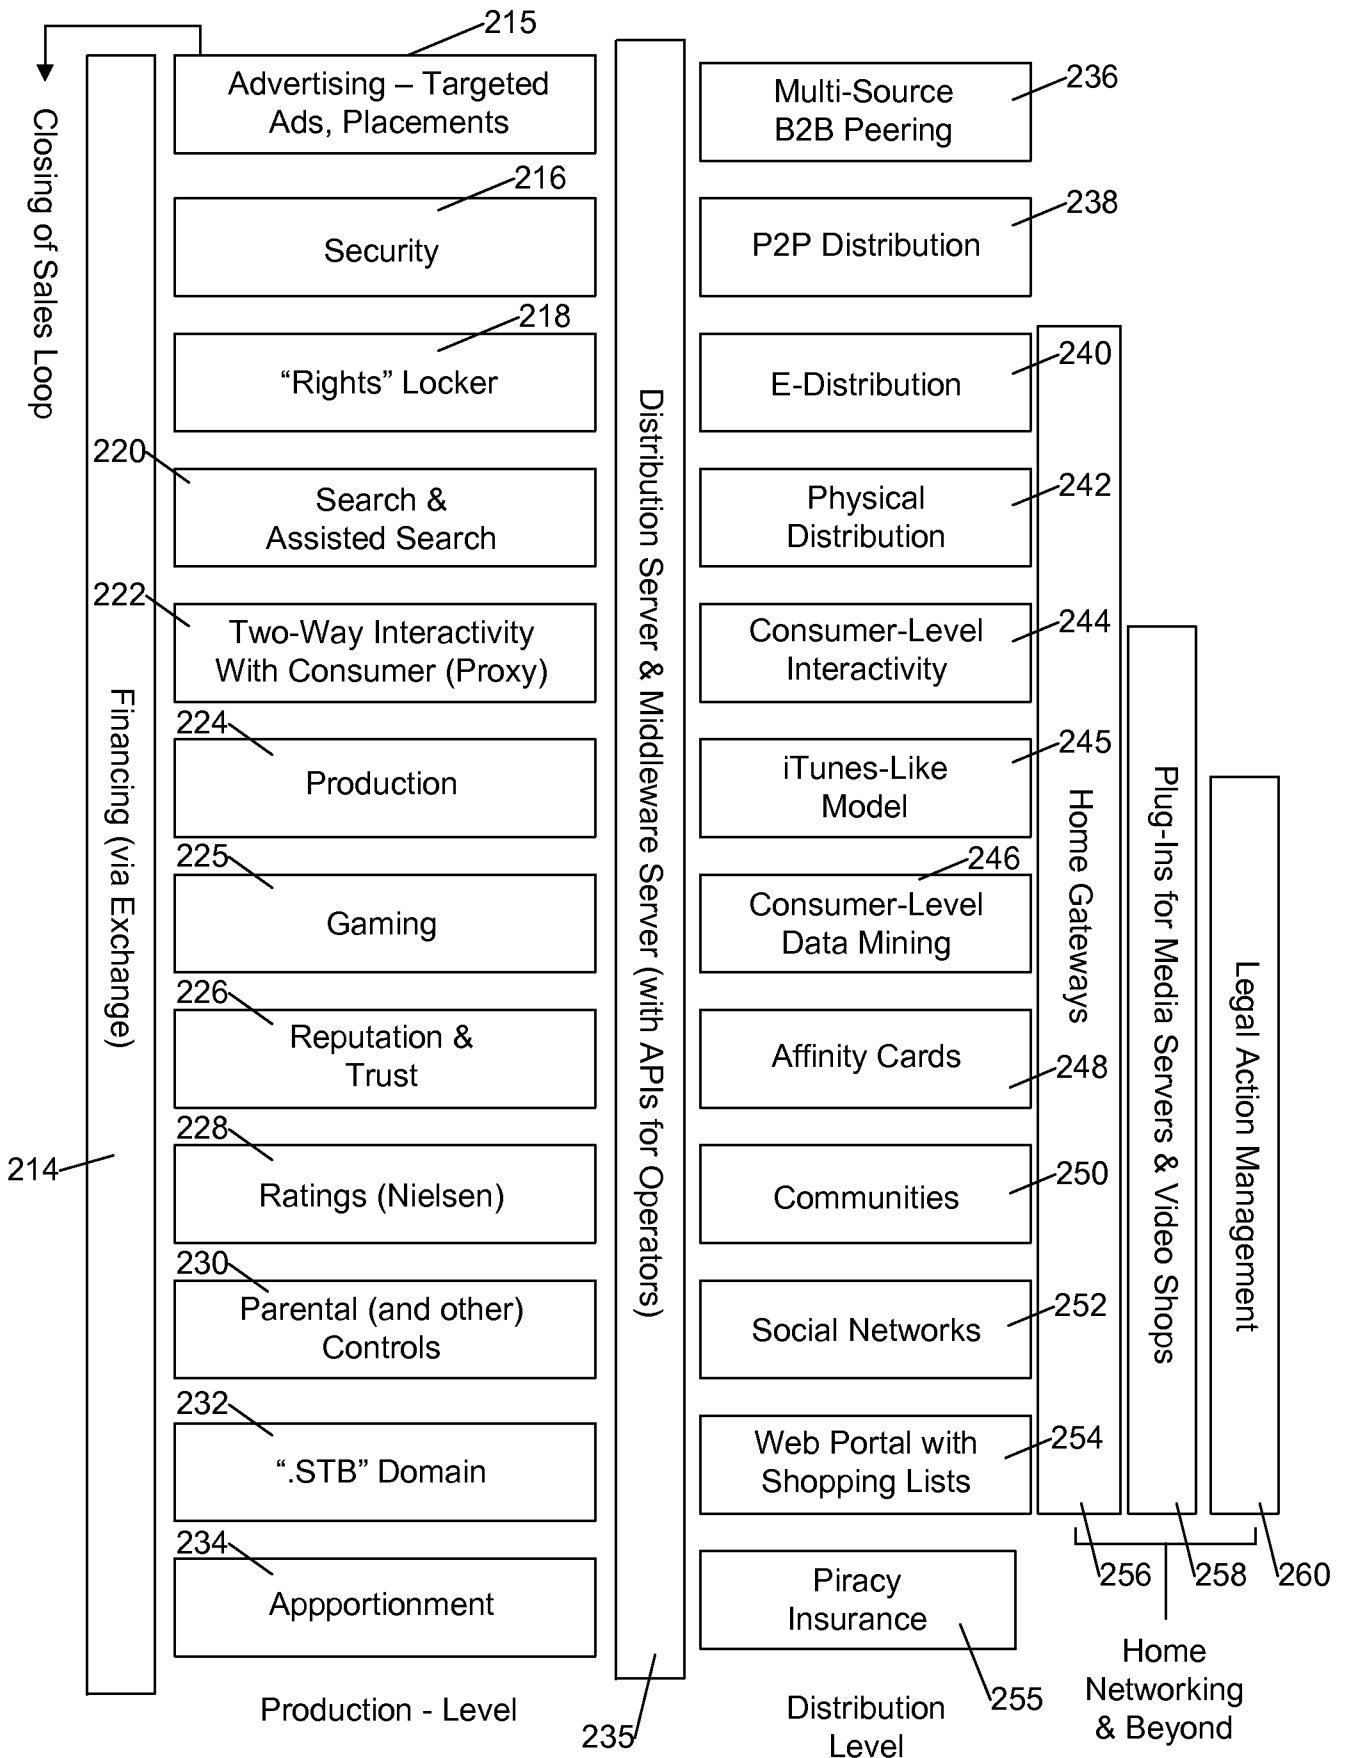 215
Advertising – Targeted
Ads, Placements
216
Security
218
“Rights” Locker
220
Search &
Assisted Search
222
Two-Way Interactivity
With Consumer (Proxy)
224
Production
225
Gaming
226
Reputation &
Trust
228
Ratings (Nielsen)
230
Parental (and other)
Controls
232
“.STB” Domain
234
Appportionment
Production - Level
Closing of Sales Loop
Financing (via Exchange)
214
Distribution Server & Middleware Server (with APIs for Operators)
235
Multi-Source
B2B Peering
236
P2P Distribution
238
E-Distribution
240
Physical
Distribution
242
Consumer-Level
Interactivity
244
iTunes-Like
Model
245
246
Consumer-Level
Data Mining
Affinity Cards
248
Communities
250
Social Networks
252
Web Portal with
Shopping Lists
254
Piracy
Insurance
255
Distribution
Level
Home Gateways
256
Plug-Ins for Media Servers & Video Shops
258
Legal Action Management
260
Home
Networking
& Beyond